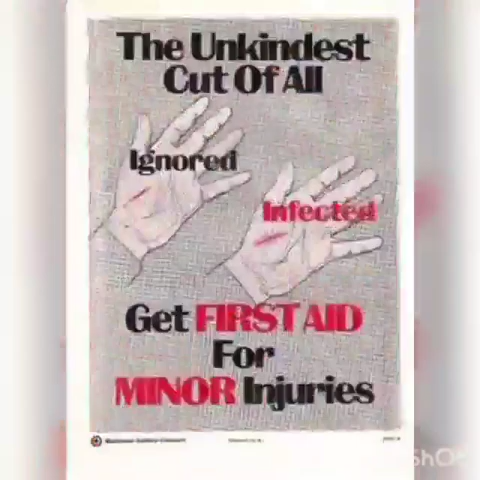 The Unkindest
Cut Of All
Ignored
Infected
Get FIRST AID
For
MINOR Injuries